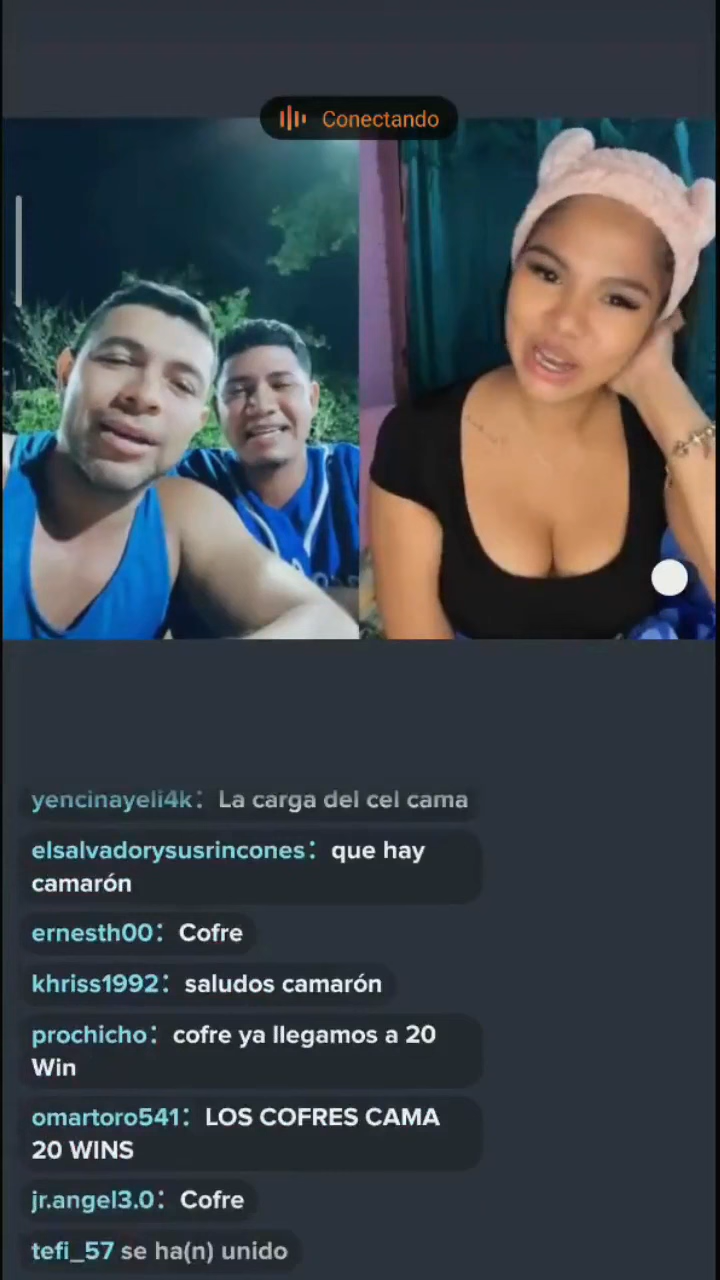 Conectando
yencinayeli4k: La carga del cel cama
elsalvadorysusrincones: que hay
camarón
ernesth00: Cofre
khriss1992: saludos camarón
prochicho: cofre ya llegamos a 20
Win
omartoro541: LOS COFRES CAMA
20 WINS
jr.angel3.0: Cofre
tefi_57 se ha(n) unido